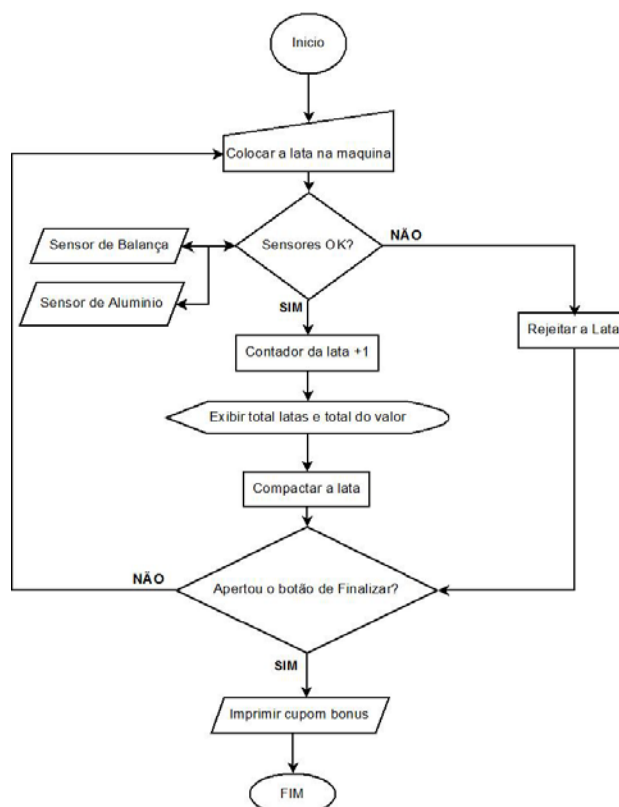 Inicio
Colocar a lata na maquina
Sensor de Balança
Sensores OK?
NÃO
Sensor de Aluminio
SIM
Rejeitar a Lata
Contador da lata +1
Exibir total latas e total do valor
Compactar a lata
NÃO
Apertou o botão de Finalizar?
SIM
Imprimir cupom bonus
FIM